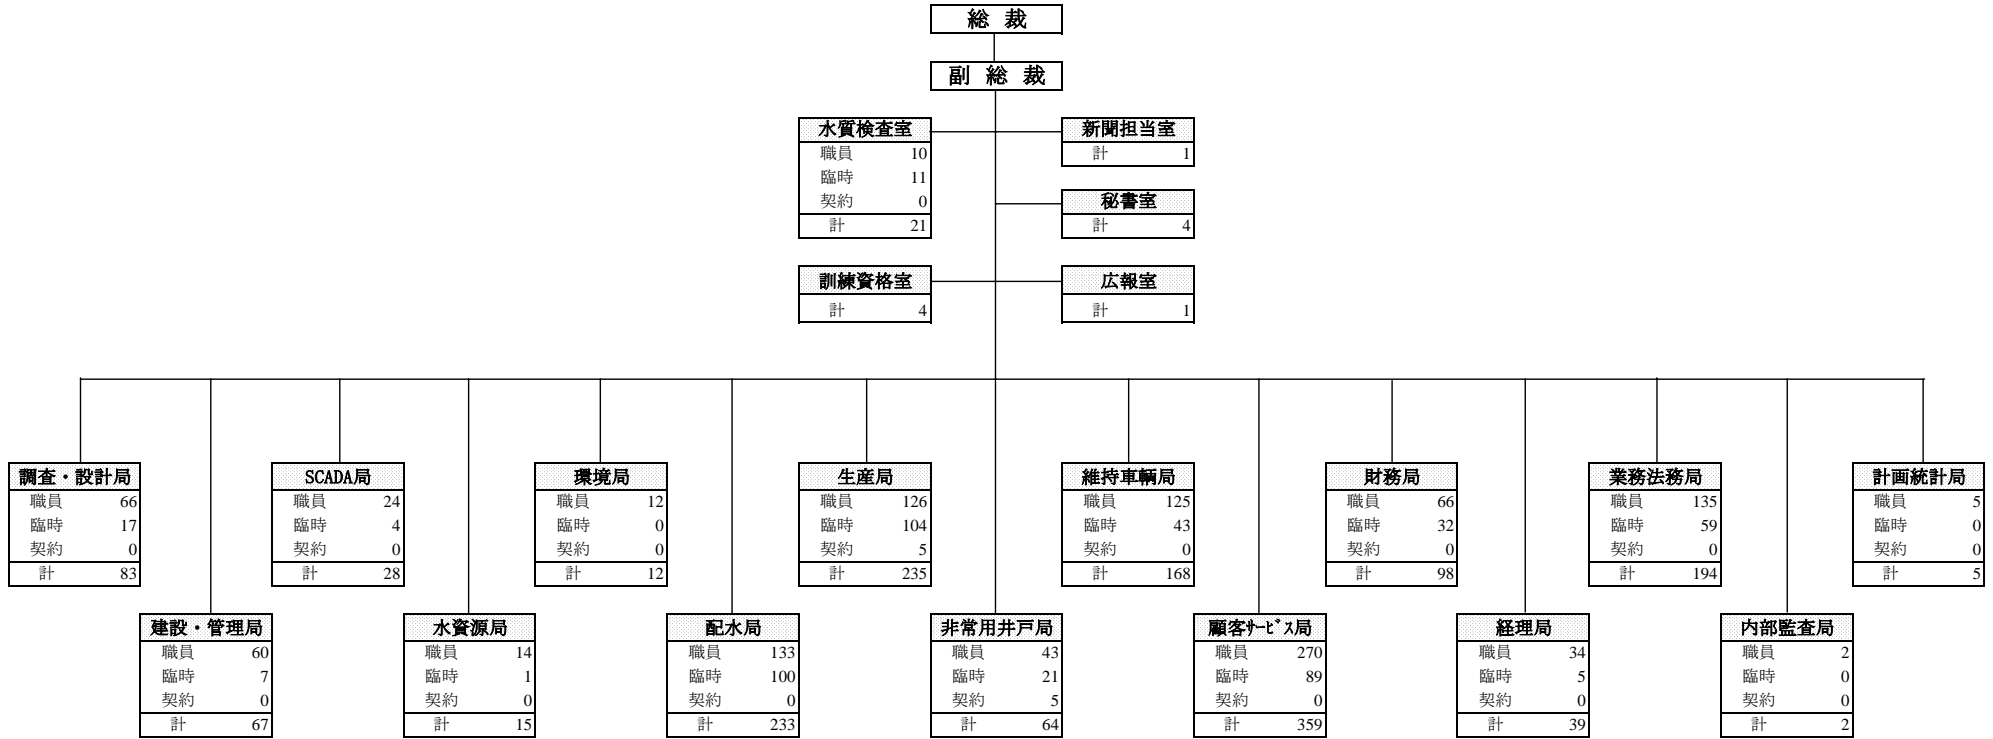 総 裁
副 総 裁
水質検査室
職員 10
臨時 11
契約 0
計 21
新聞担当室
計 1
秘書室
計 4
訓練資格室
計 4
広報室
計 1
調査・設計局
職員 66
臨時 17
契約 0
計 83
SCADA局
職員 24
臨時 4
契約 0
計 28
環境局
職員 12
臨時 0
契約 0
計 12
生産局
職員 126
臨時 104
契約 5
計 235
維持車輌局
職員 125
臨時 43
契約 0
計 168
財務局
職員 66
臨時 32
契約 0
計 98
業務法務局
職員 135
臨時 59
契約 0
計 194
計画統計局
職員 5
臨時 0
契約 0
計 5
建設・管理局
職員 60
臨時 7
契約 0
計 67
水資源局
職員 14
臨時 1
契約 0
計 15
配水局
職員 133
臨時 100
契約 0
計 233
非常用井戸局
職員 43
臨時 21
契約 5
計 64
顧客ｻｰﾋﾞｽ局
職員 270
臨時 89
契約 0
計 359
経理局
職員 34
臨時 5
契約 0
計 39
内部監査局
職員 2
臨時 0
契約 0
計 2